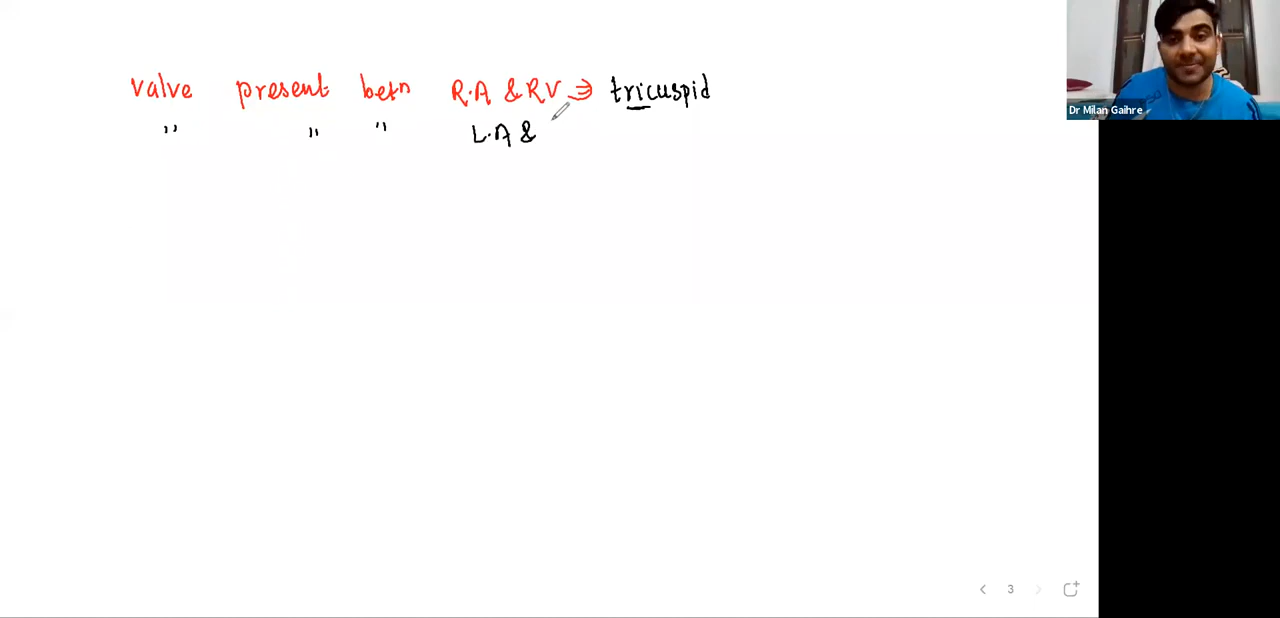 valve present betn R.A & RV ⇒ tricuspid
" " " L.A &
Dr Milan Gaihre
3